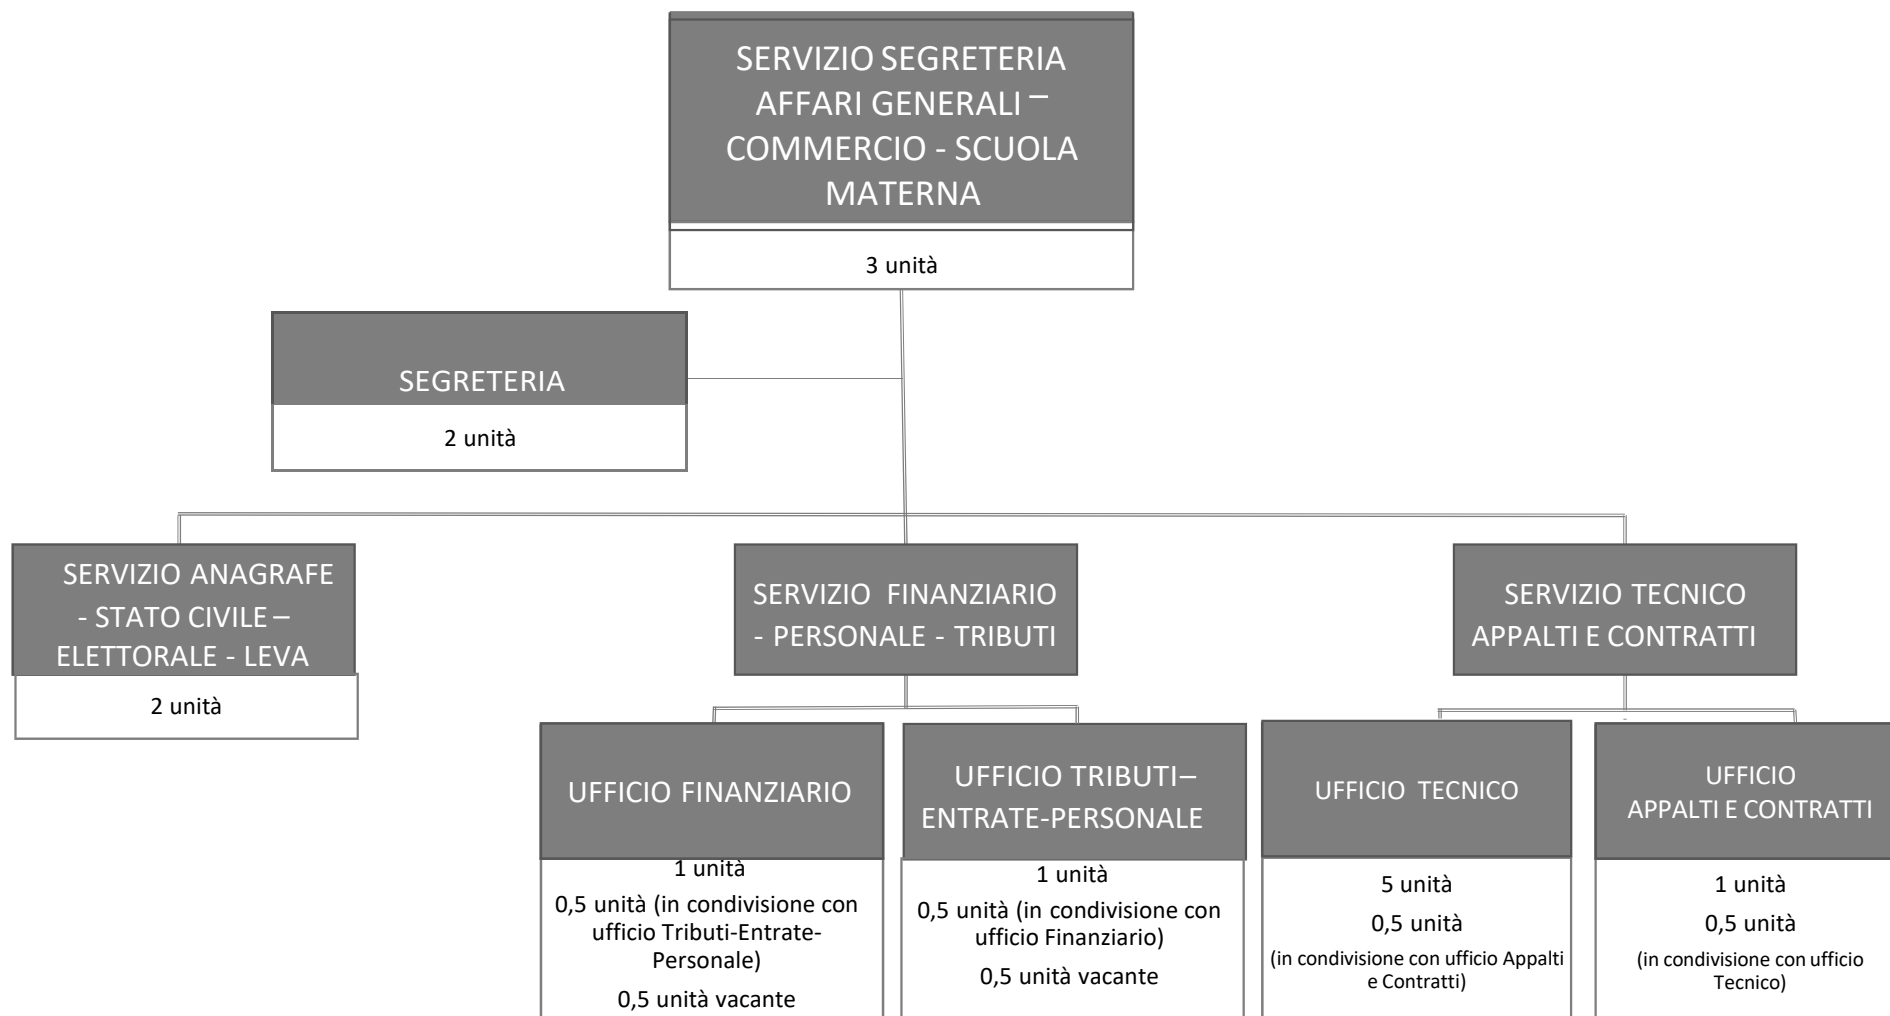 SERVIZIO SEGRETERIA
AFFARI GENERALI –
COMMERCIO - SCUOLA
MATERNA
3 unità
SEGRETERIA
2 unità
SERVIZIO ANAGRAFE
- STATO CIVILE –
ELETTORALE - LEVA
2 unità
SERVIZIO FINANZIARIO
- PERSONALE - TRIBUTI
SERVIZIO TECNICO
APPALTI E CONTRATTI
UFFICIO FINANZIARIO
1 unità
0,5 unità (in condivisione con
ufficio Tributi-Entrate-
Personale)
0,5 unità vacante
UFFICIO TRIBUTI–
ENTRATE-PERSONALE
1 unità
0,5 unità (in condivisione con
ufficio Finanziario)
0,5 unità vacante
UFFICIO TECNICO
5 unità
0,5 unità
(in condivisione con ufficio Appalti
e Contratti)
UFFICIO
APPALTI E CONTRATTI
1 unità
0,5 unità
(in condivisione con ufficio
Tecnico)